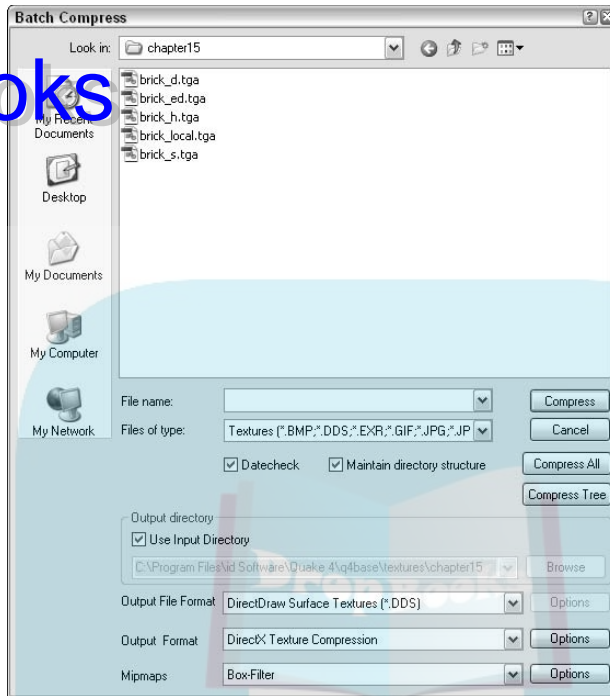 Batch Compress
Look in: chapter15
oks
brick_d.tga
brick_ed.tga
brick_h.tga
brick_local.tga
brick_s.tga
My Recent
Documents
Desktop
My Documents
My Computer
My Network
File name: Compress
Files of type: Textures (*.BMP;*.DDS;*.EXR;*.GIF;*.JPG;*.JP Cancel
Datecheck Maintain directory structure Compress All
Compress Tree
Output directory
Use Input Directory
C:\Program Files\id Software\Quake 4\q4base\textures\chapter15 Browse
Output File Format DirectDraw Surface Textures (*.DDS) Options
Output Format DirectX Texture Compression Options
Mipmaps Box-Filter Options